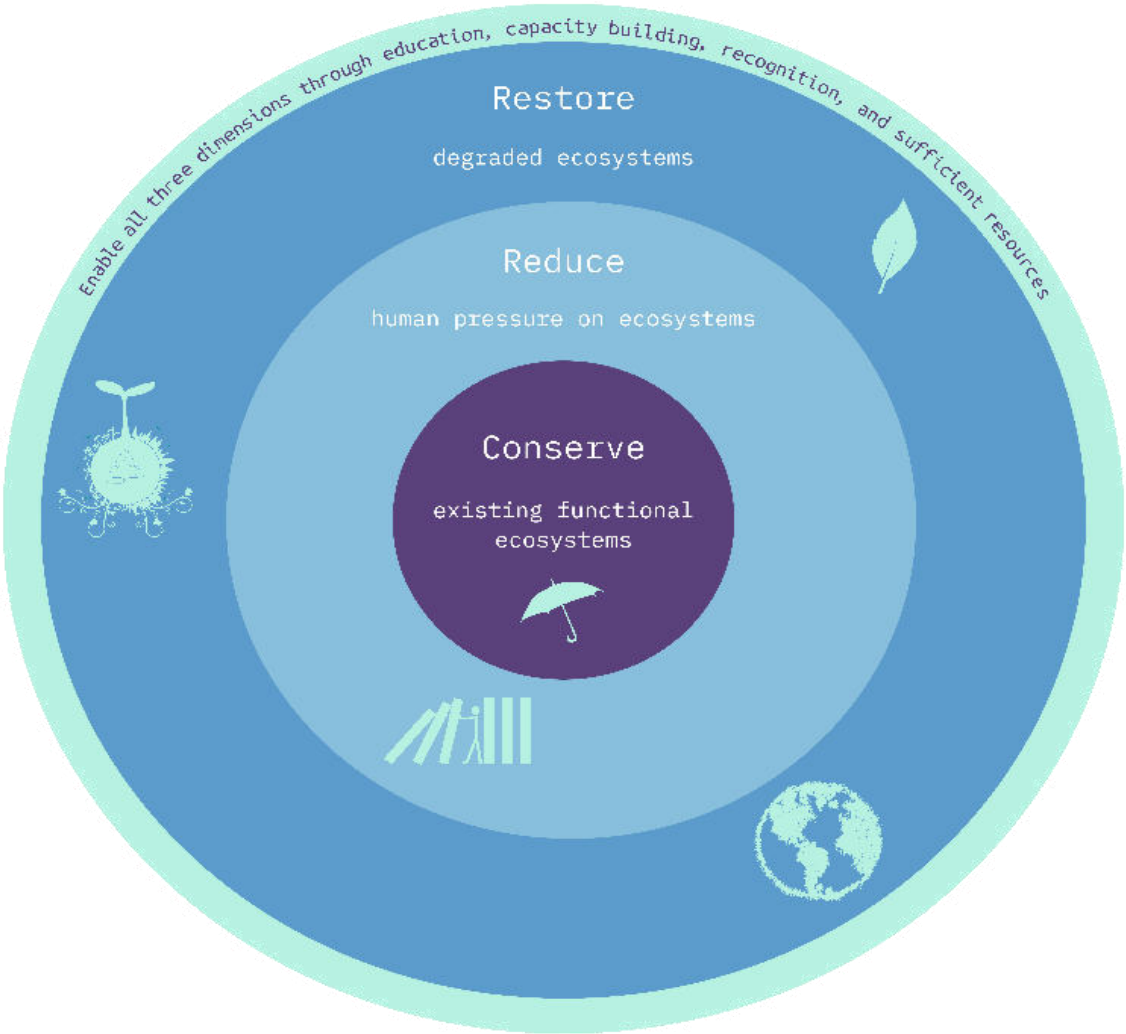 Enable all three dimensions through education, capacity building, recognition, and sufficient resources
Restore
degraded ecosystems
Reduce
human pressure on ecosystems
Conserve
existing functional
ecosystems